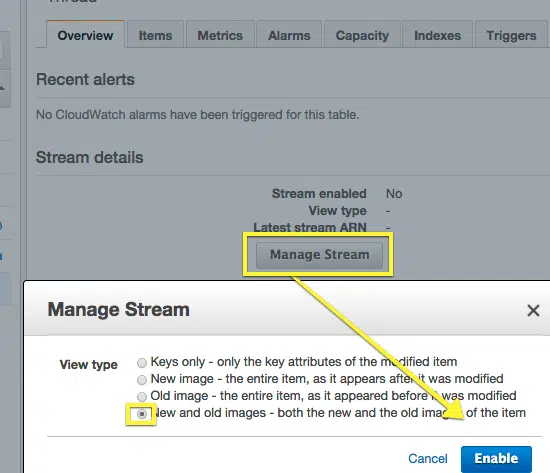 Thread
Overview Items Metrics Alarms Capacity Indexes Triggers
Recent alerts
No CloudWatch alarms have been triggered for this table.
Stream details
Stream enabled No
View type -
Latest stream ARN -
Manage Stream
Manage Stream ×
View type
Keys only - only the key attributes of the modified item
New image - the entire item, as it appears after it was modified
Old image - the entire item, as it appeared before it was modified
New and old images - both the new and the old images of the item
Cancel Enable